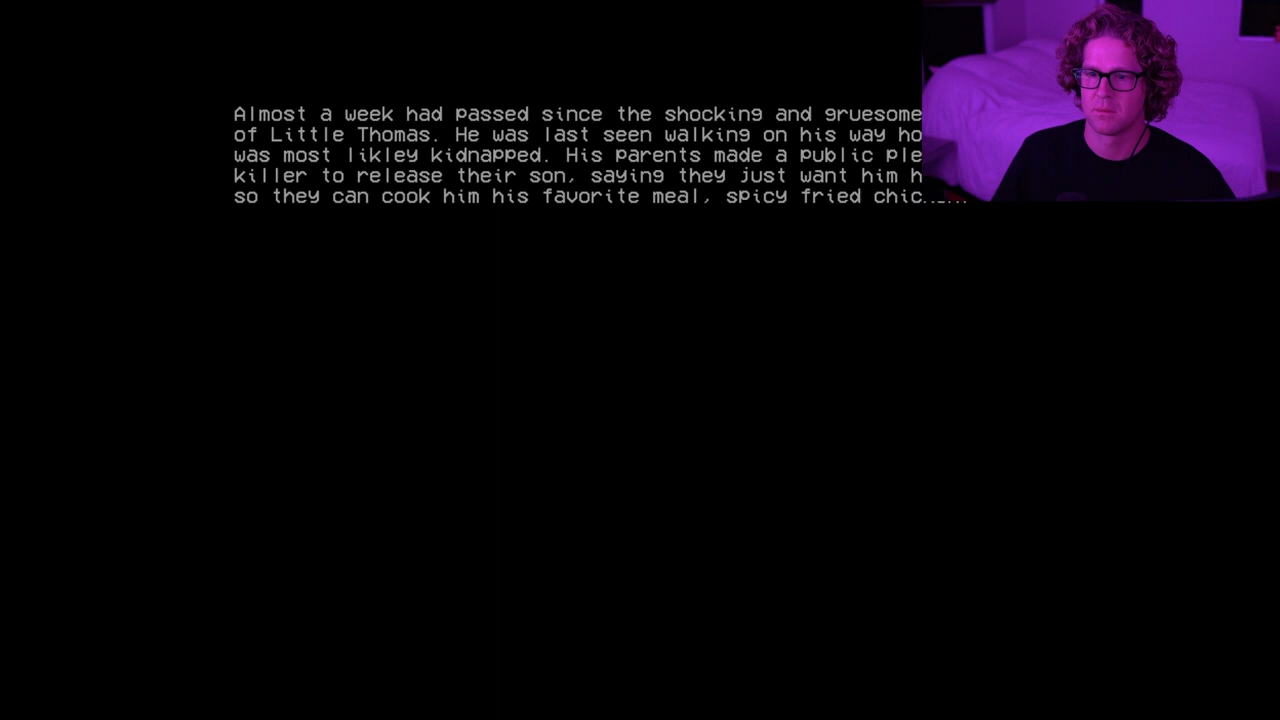 Almost a week had passed since the shocking and gruesome
of Little Thomas. He was last seen walking on his way
was most likley kidnapped. His parents made a public
killer to release their son, saying they just want him
so they can cook him his favorite meal, spicy fried